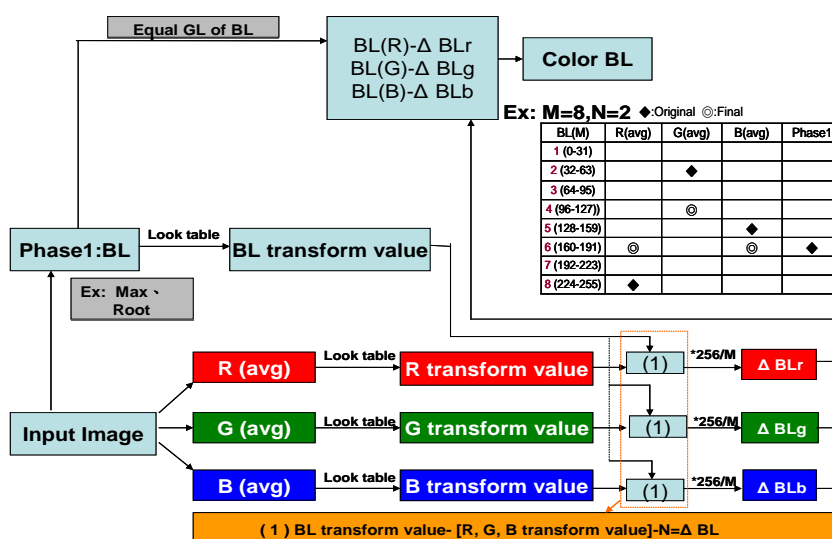 Equal GL of BL
BL(R)-Δ BLr
BL(G)-Δ BLg
BL(B)-Δ BLb
Color BL
Ex: M=8,N=2 ◆:Original ◎:Final
BL(M) R(avg) G(avg) B(avg) Phase1
1 (0-31)
2 (32-63) ◆
3 (64-95)
4 (96-127)) ◎
5 (128-159) ◆
6 (160-191) ◎ ◎ ◆
7 (192-223)
8 (224-255) ◆
Phase1:BL
Look table
BL transform value
Ex: Max、
Root
R (avg)
Look table
R transform value
(1)
*256/M
Δ BLr
Input Image
G (avg)
Look table
G transform value
(1)
*256/M
Δ BLg
B (avg)
Look table
B transform value
(1)
*256/M
Δ BLb
( 1 ) BL transform value- [R, G, B transform value]-N=Δ BL